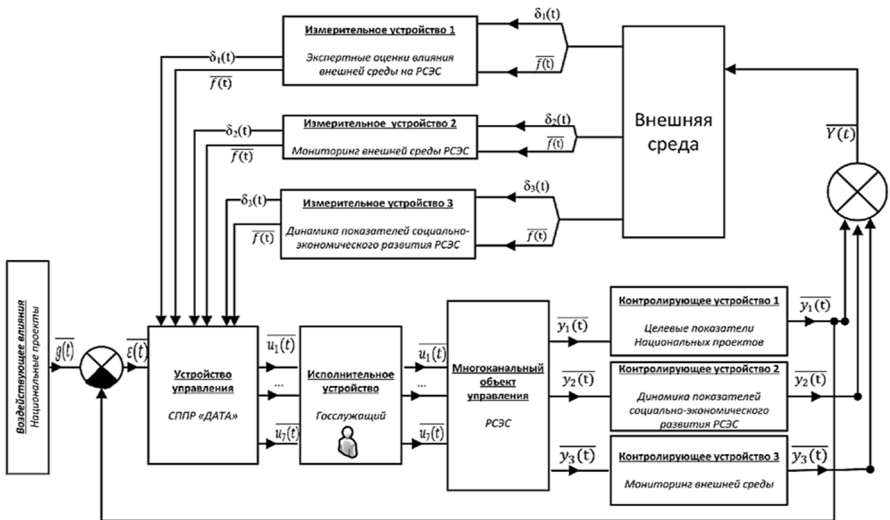 Измерительное устройство 1
Экспертные оценки влияния
внешней среды на РСЭС
δ₁(t)
f(t)
δ₁(t)
f(t)
Измерительное устройство 2
Мониторинг внешней среды РСЭС
δ₂(t)
f(t)
δ₂(t)
f(t)
Измерительное устройство 3
Динамика показателей социально-
экономического развития РСЭС
δ₃(t)
f(t)
δ₃(t)
f(t)
Внешняя
среда
Y(t)
Воздействующее влияния
Национальные проекты
g(t)
ε(t)
Устройство
управления
СППР «ДАТА»
u₁(t)
...
u₇(t)
Исполнительное
устройство
Госслужащий
u₁(t)
...
u₇(t)
Многоканальный
объект
управления
РСЭС
y₁(t)
y₂(t)
y₃(t)
Контролирующее устройство 1
Целевые показатели
Национальных проектов
y₁(t)
Контролирующее устройство 2
Динамика показателей
социально-экономического
развития РСЭС
y₂(t)
Контролирующее устройство 3
Мониторинг внешней среды
y₃(t)